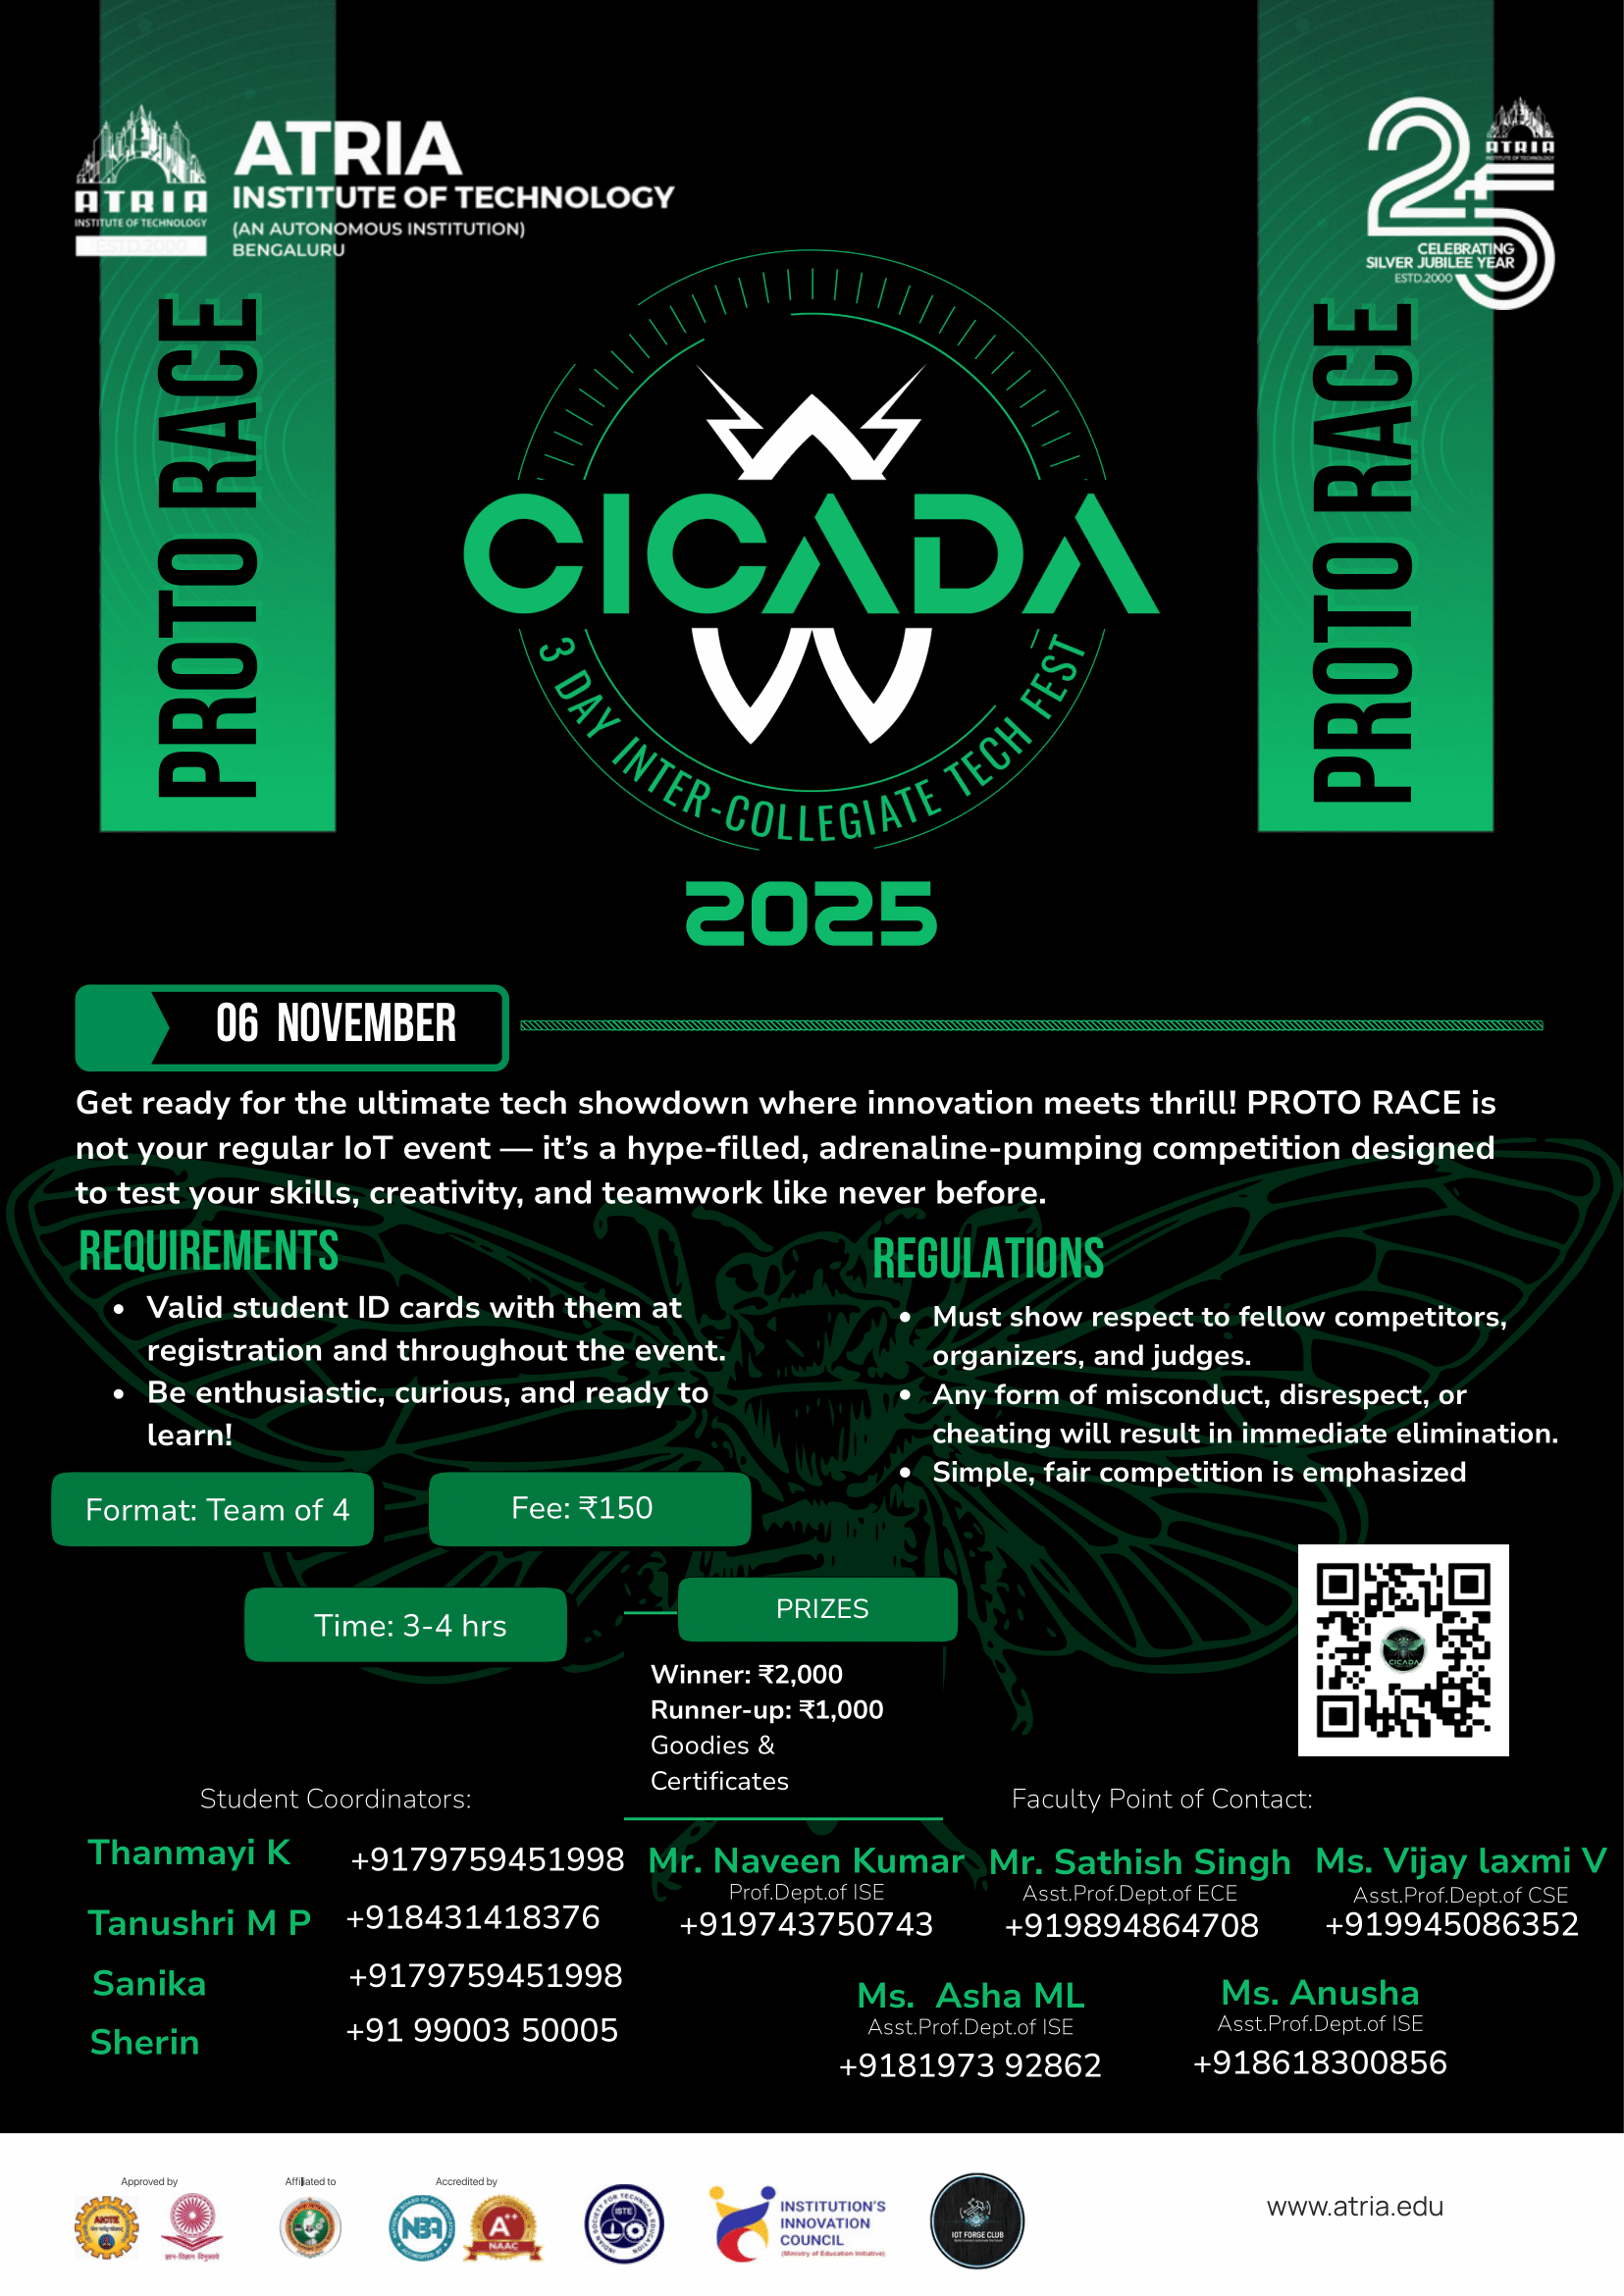 ATRIA
INSTITUTE OF TECHNOLOGY
ESTD.2000
ATRIA
INSTITUTE OF TECHNOLOGY
(AN AUTONOMOUS INSTITUTION)
BENGALURU
25
ATRIA
INSTITUTE OF TECHNOLOGY
CELEBRATING
SILVER JUBILEE YEAR
ESTD.2000
PROTO RACE
PROTO RACE
CICADA
3 DAY INTER-COLLEGIATE TECH FEST
2025
06 NOVEMBER
Get ready for the ultimate tech showdown where innovation meets thrill! PROTO RACE is
not your regular IoT event — it’s a hype-filled, adrenaline-pumping competition designed
to test your skills, creativity, and teamwork like never before.
REQUIREMENTS
• Valid student ID cards with them at
registration and throughout the event.
• Be enthusiastic, curious, and ready to
learn!
REGULATIONS
• Must show respect to fellow competitors,
organizers, and judges.
• Any form of misconduct, disrespect, or
cheating will result in immediate elimination.
• Simple, fair competition is emphasized
Format: Team of 4
Fee: ₹150
Time: 3-4 hrs
PRIZES
Winner: ₹2,000
Runner-up: ₹1,000
Goodies &
Certificates
CICADA
Student Coordinators:
Thanmayi K +9179759451998
Tanushri M P +918431418376
Sanika +9179759451998
Sherin +91 99003 50005
Faculty Point of Contact:
Mr. Naveen Kumar
Prof.Dept.of ISE
+919743750743
Mr. Sathish Singh
Asst.Prof.Dept.of ECE
+919894864708
Ms. Vijay laxmi V
Asst.Prof.Dept.of CSE
+919945086352
Ms. Asha ML
Asst.Prof.Dept.of ISE
+9181973 92862
Ms. Anusha
Asst.Prof.Dept.of ISE
+918618300856
Approved by
AICTE
ज्ञान-विज्ञान विमुक्तये
Affiliated to
Accredited by
NBA
A++
NAAC
INDIAN SOCIETY FOR TECHNICAL EDUCATION
ISTE
INSTITUTION'S
INNOVATION
COUNCIL
(Ministry of Education Initiative)
IOT FORGE CLUB
www.atria.edu